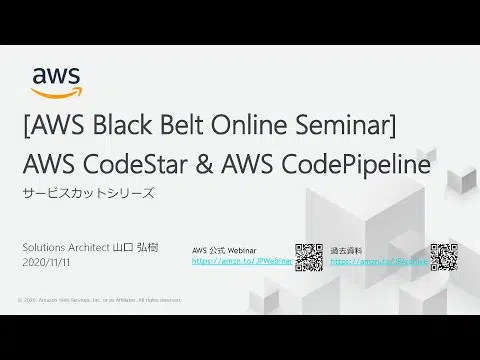 aws
[AWS Black Belt Online Seminar]
AWS CodeStar & AWS CodePipeline
サービスカットシリーズ
Solutions Architect 山口 弘樹
2020/11/11
AWS 公式 Webinar
https://amzn.to/JPWebinar
過去資料
https://amzn.to/JPArchive
© 2020, Amazon Web Services, Inc. or its Affiliates. All rights reserved.